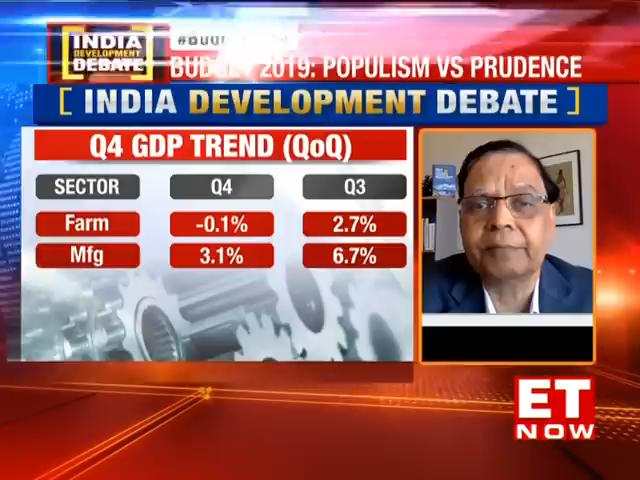 INDIA
DEVELOPMENT
DEBATE
BUDGET 2019: POPULISM VS PRUDENCE
[ INDIA DEVELOPMENT DEBATE ]
Q4 GDP TREND (QoQ)
SECTOR Q4 Q3
Farm -0.1% 2.7%
Mfg 3.1% 6.7%
ET
NOW